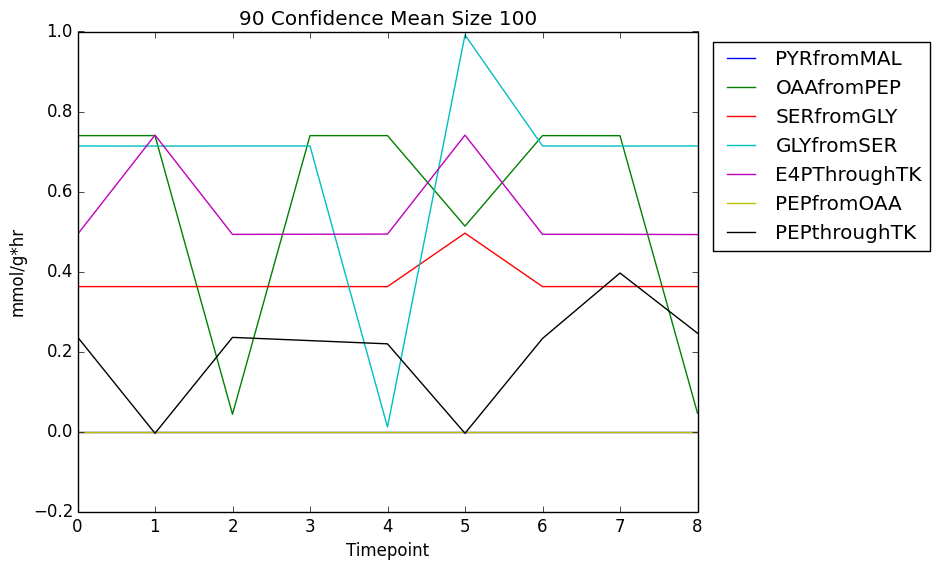 90 Confidence Mean Size 100
1.0
0.8
0.6
0.4
0.2
0.0
−0.2
mmol/g*hr
0 1 2 3 4 5 6 7 8
Timepoint
PYRfromMAL
OAAfromPEP
SERfromGLY
GLYfromSER
E4PThroughTK
PEPfromOAA
PEPthroughTK